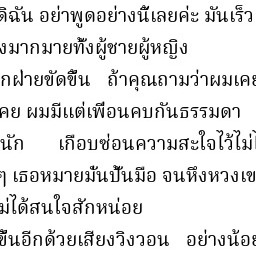 ดิฉัน อย่าพูดอย่างนี้เลยค่ะ มันเร็ว
งมากมายทั้งผู้ชายผู้หญิง
กฝ่ายขัดขืน ถ้าคุณถามว่าผมเคย
คย ผมมีแต่เพื่อนคบกันธรรมดา
นัก เกือบซ่อนความสะใจไว้ไม่ไ
ๆ เธอหมายมั่นปั้นมือ จนหึงหวงเข
ม่ได้สนใจสักหน่อย
ขึ้นอีกด้วยเสียงวิงวอน อย่างน้อย